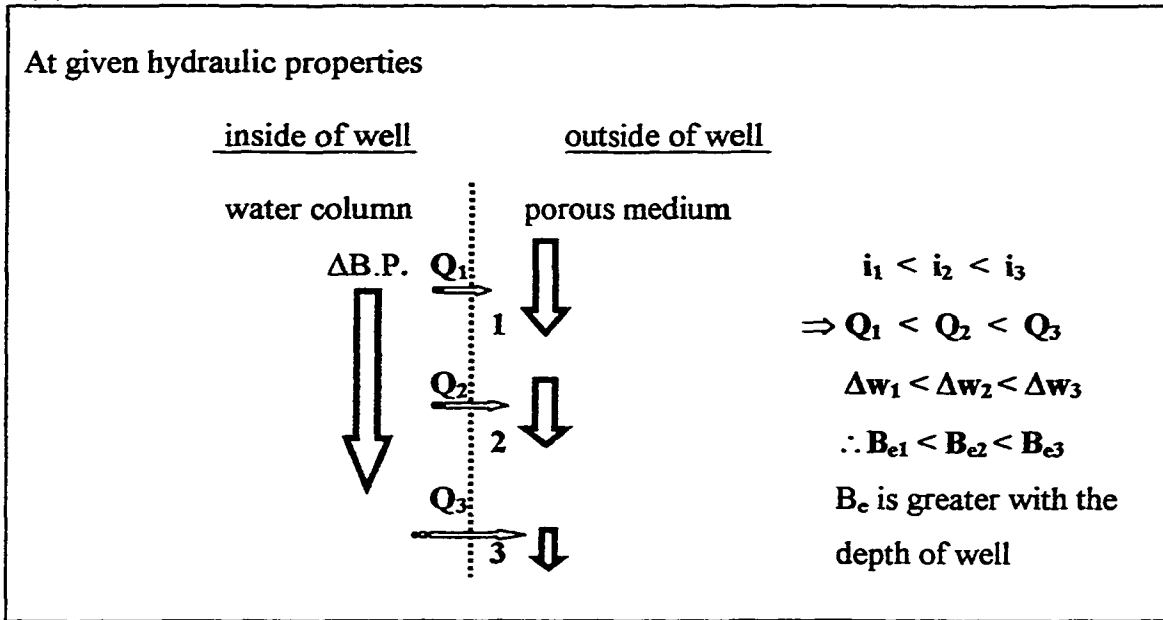 At given hydraulic properties
inside of well outside of well
water column porous medium
ΔB.P. Q₁ i₁ < i₂ < i₃
1 ⇒ Q₁ < Q₂ < Q₃
Q₂ Δw₁ < Δw₂ < Δw₃
2 ∴ Bₑ₁ < Bₑ₂ < Bₑ₃
Q₃ Bₑ is greater with the
3 depth of well